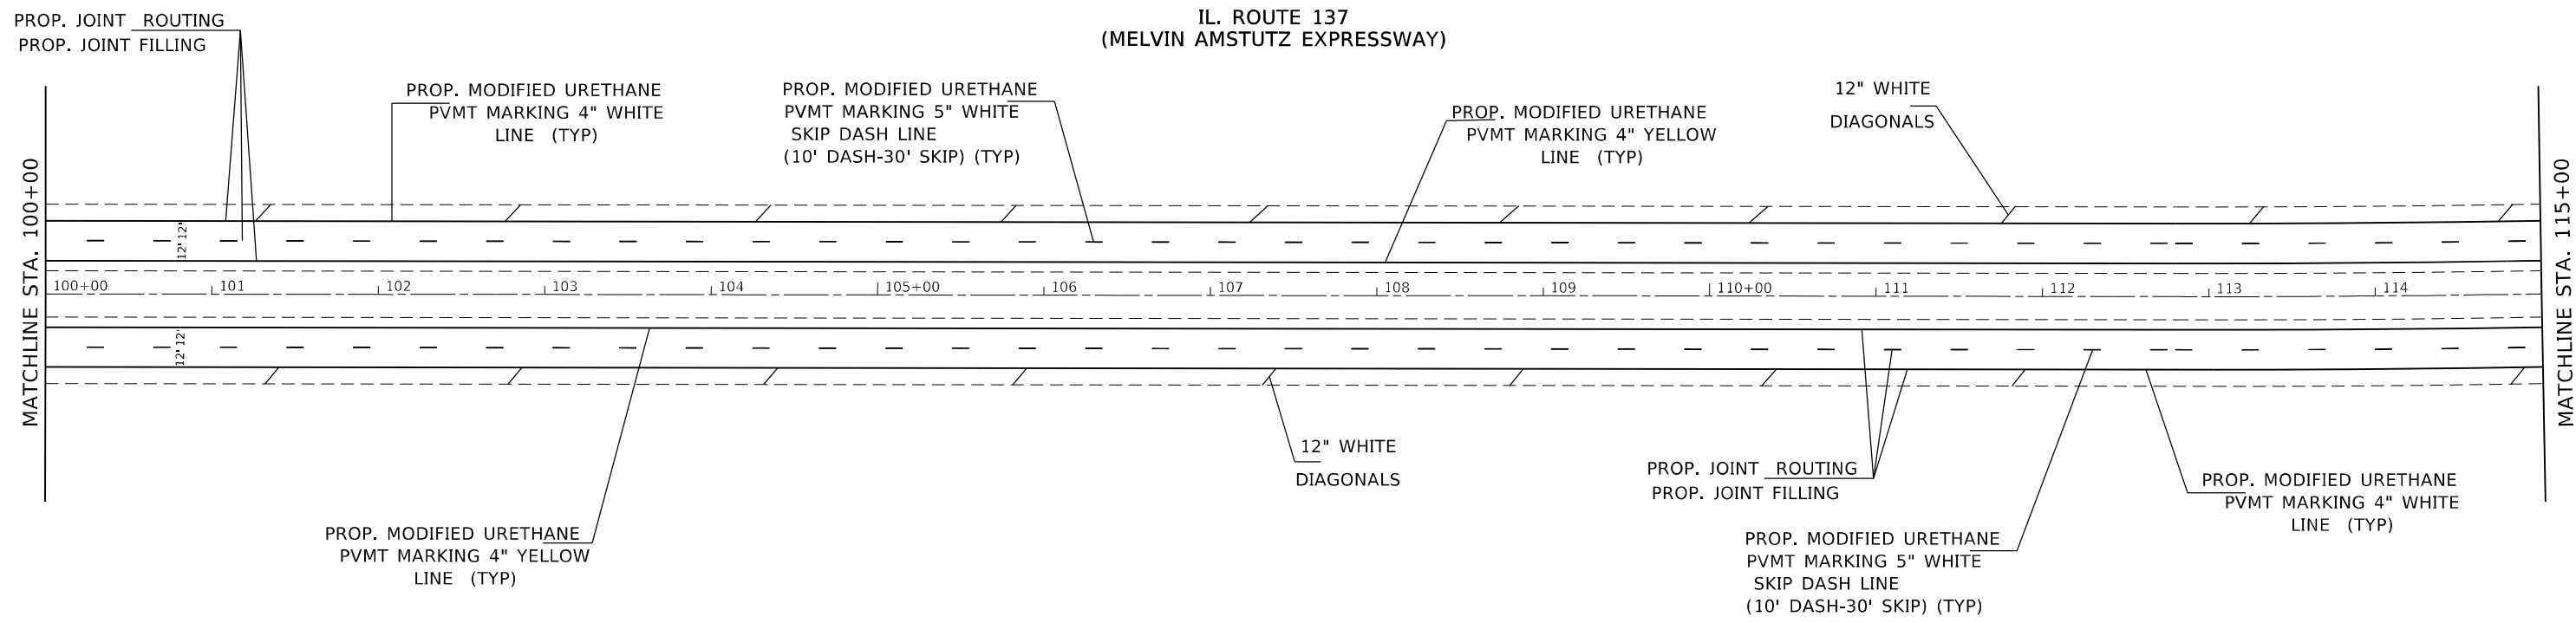 IL. ROUTE 137
(MELVIN AMSTUTZ EXPRESSWAY)
PROP. JOINT ROUTING
PROP. JOINT FILLING
PROP. MODIFIED URETHANE
PVMT MARKING 4" WHITE
LINE (TYP)
PROP. MODIFIED URETHANE
PVMT MARKING 5" WHITE
SKIP DASH LINE
(10' DASH-30' SKIP) (TYP)
PROP. MODIFIED URETHANE
PVMT MARKING 4" YELLOW
LINE (TYP)
12" WHITE
DIAGONALS
MATCHLINE STA. 100+00
12' 12'
100+00 101 102 103 104 105+00 106 107 108 109 110+00 111 112 113 114
12' 12'
MATCHLINE STA. 115+00
PROP. MODIFIED URETHANE
PVMT MARKING 4" YELLOW
LINE (TYP)
12" WHITE
DIAGONALS
PROP. JOINT ROUTING
PROP. JOINT FILLING
PROP. MODIFIED URETHANE
PVMT MARKING 5" WHITE
SKIP DASH LINE
(10' DASH-30' SKIP) (TYP)
PROP. MODIFIED URETHANE
PVMT MARKING 4" WHITE
LINE (TYP)